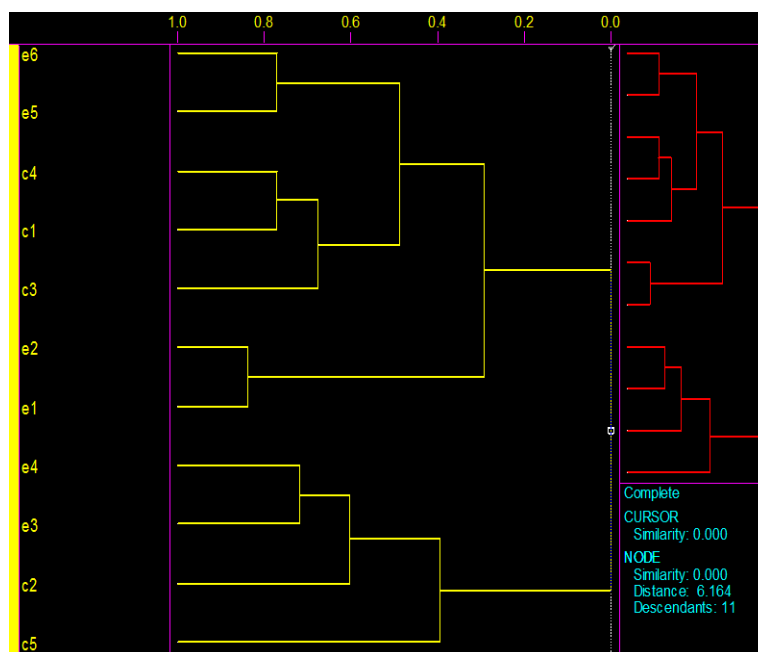 1.0 0.8 0.6 0.4 0.2 0.0
e6
e5
c4
c1
c3
e2
e1
e4
e3
c2
c5
Complete
CURSOR
Similarity: 0.000
NODE
Similarity: 0.000
Distance: 6.164
Descendants: 11